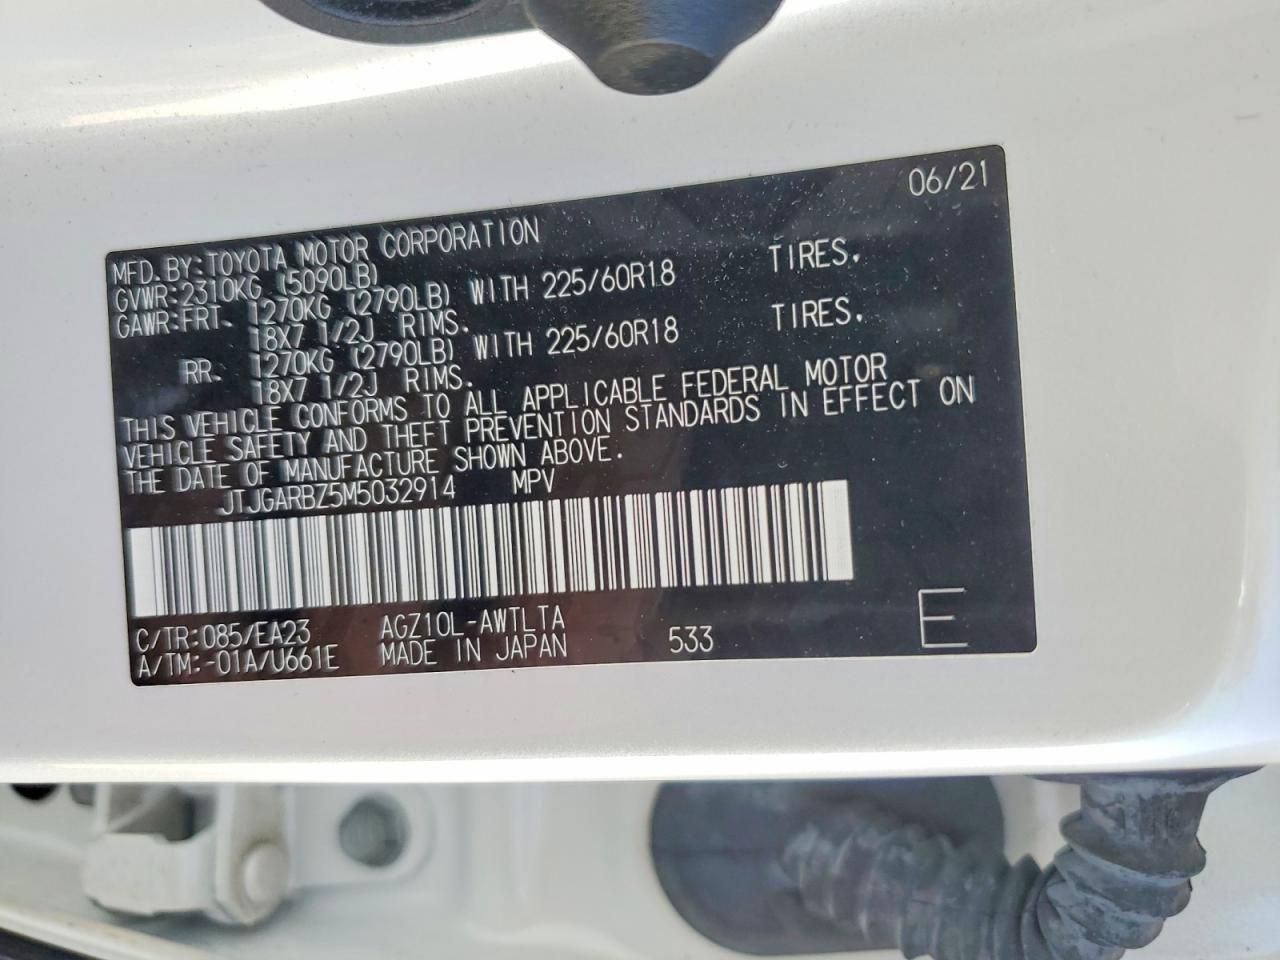 06/21
MFD.BY:TOYOTA MOTOR CORPORATION
GVWR:2310KG (5090LB)
GAWR:FRT. 1270KG (2790LB) WITH 225/60R18 TIRES.
18X7 1/2J RIMS.
RR. 1270KG (2790LB) WITH 225/60R18 TIRES.
18X7 1/2J RIMS.
THIS VEHICLE CONFORMS TO ALL APPLICABLE FEDERAL MOTOR
VEHICLE SAFETY AND THEFT PREVENTION STANDARDS IN EFFECT ON
THE DATE OF MANUFACTURE SHOWN ABOVE.
JTJGARBZ5M5032914 MPV
C/TR:085/EA23 AGZ10L-AWTLTA
A/TM:-01A/U661E MADE IN JAPAN 533 E